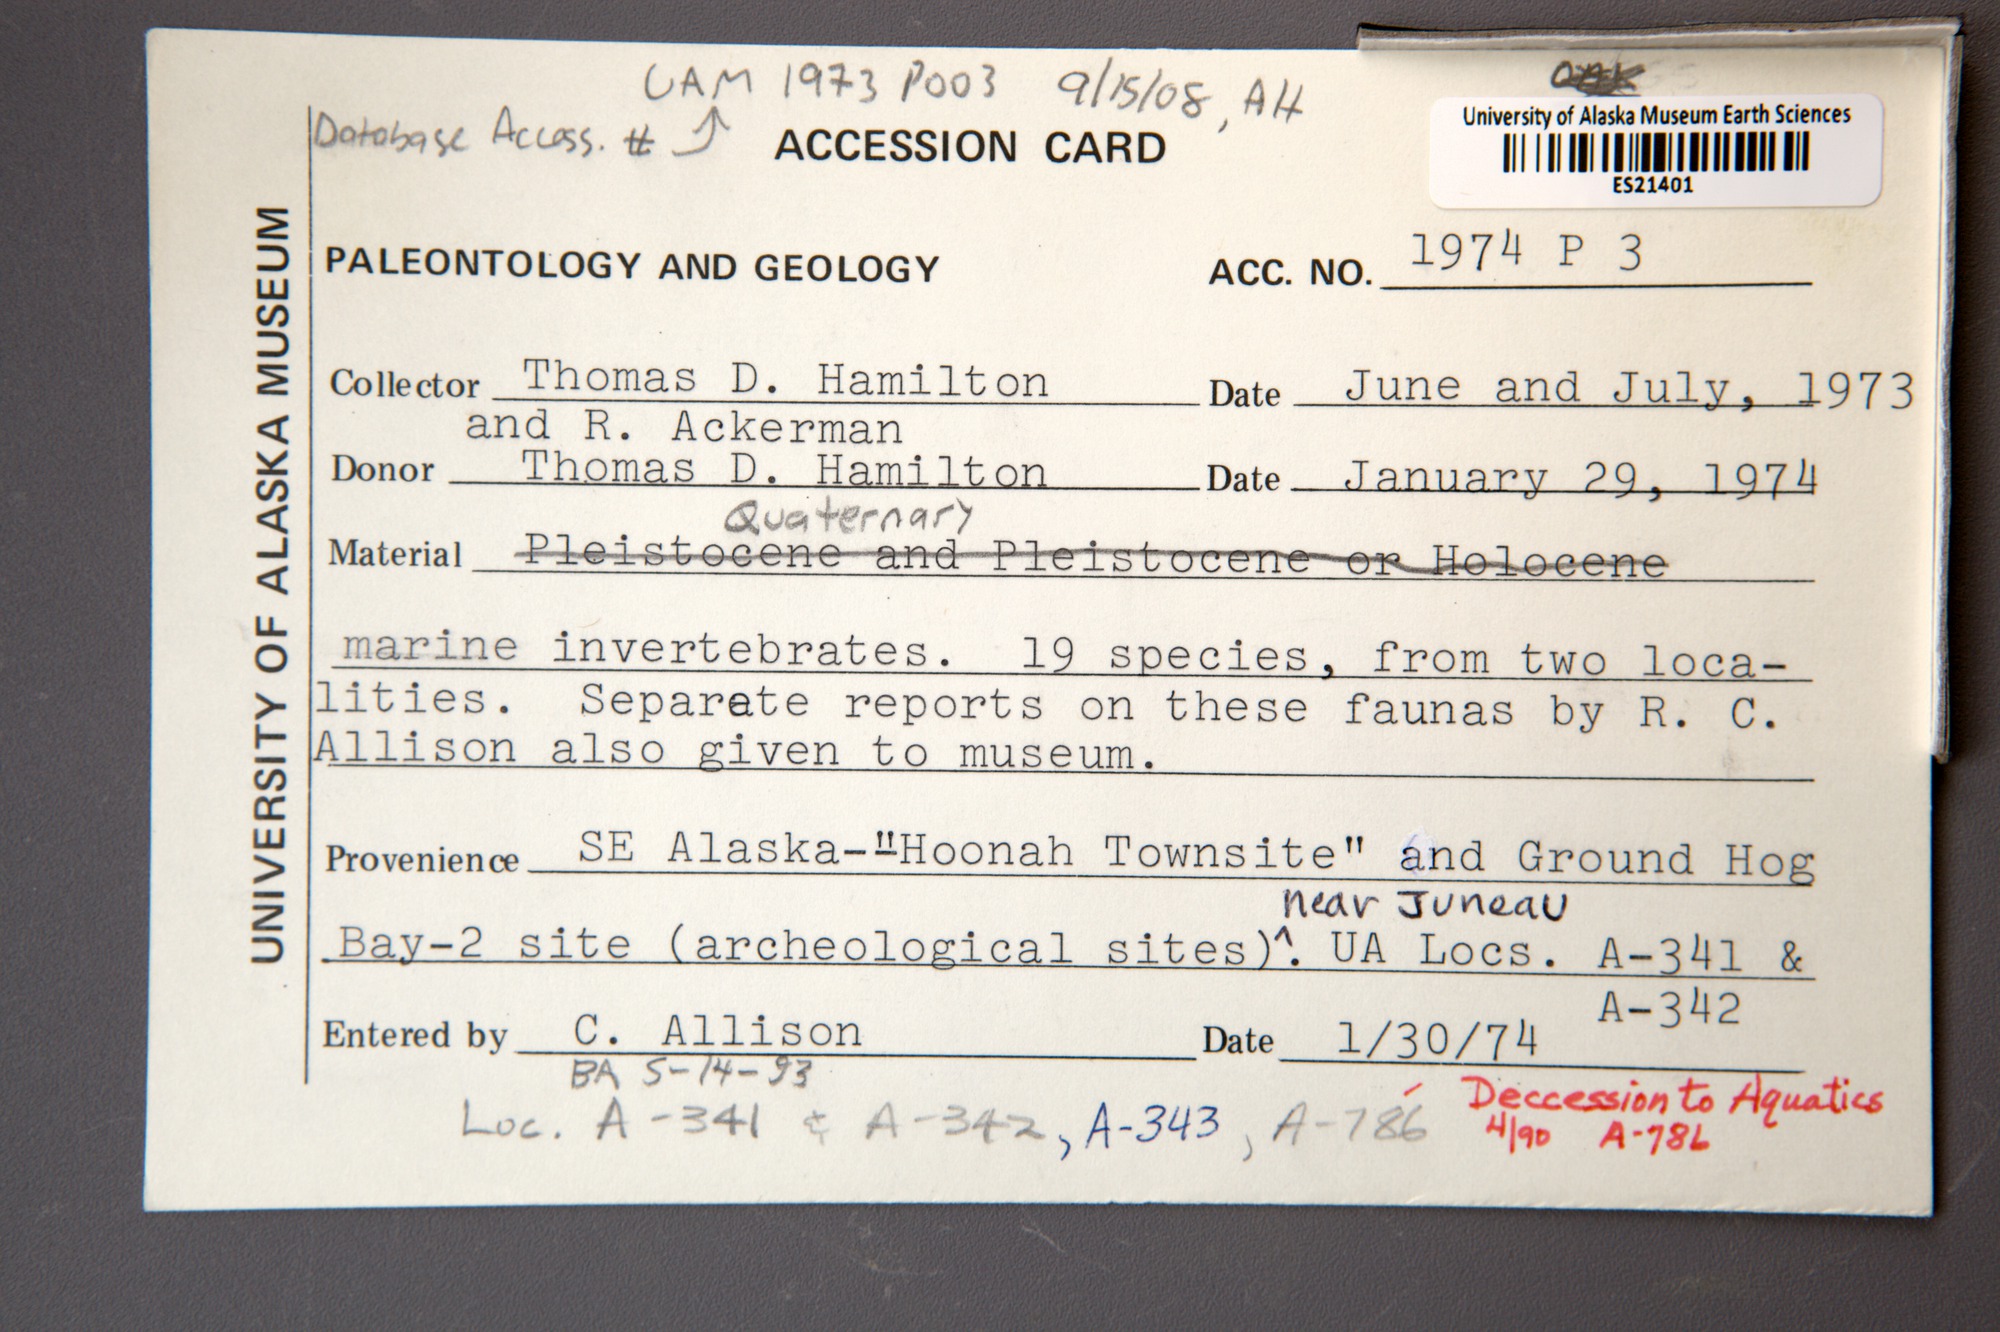 UAM 1973 P003 9/15/08, AH
Database Access. # ↗
ACCESSION CARD
University of Alaska Museum Earth Sciences
ES21401
UNIVERSITY OF ALASKA MUSEUM
PALEONTOLOGY AND GEOLOGY ACC. NO. 1974 P 3
Collector Thomas D. Hamilton Date June and July, 1973
and R. Ackerman
Donor Thomas D. Hamilton Date January 29, 1974
Quaternary
Material Pleistocene and Pleistocene or Holocene
marine invertebrates. 19 species, from two loca-
lities. Separate reports on these faunas by R. C.
Allison also given to museum.
Provenience SE Alaska-"Hoonah Townsite" and Ground Hog
near Juneau
Bay-2 site (archeological sites)^. UA Locs. A-341 &
A-342
Entered by C. Allison Date 1/30/74
BA 5-14-93
Loc. A-341 & A-342, A-343, A-786
Deccession to Aquatics
4/90 A-786